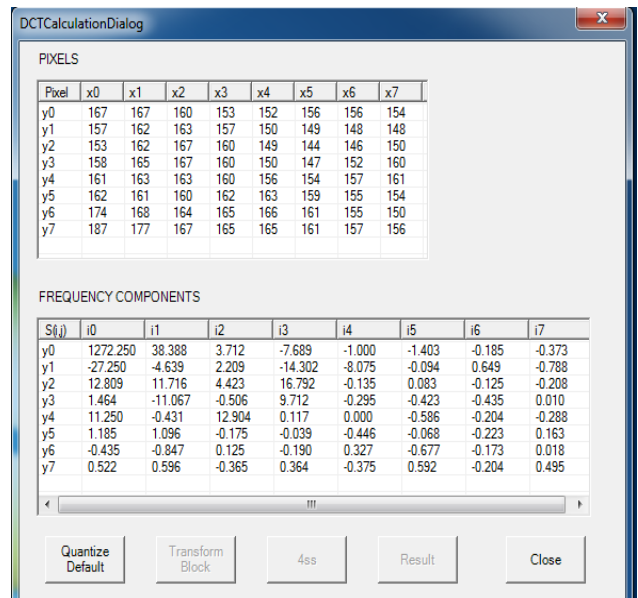 DCTCalculationDialog
x
PIXELS
Pixel x0 x1 x2 x3 x4 x5 x6 x7
y0 167 167 160 153 152 156 156 154
y1 157 162 163 157 150 149 148 148
y2 153 162 167 160 149 144 146 150
y3 158 165 167 160 150 147 152 160
y4 161 163 163 160 156 154 157 161
y5 162 161 160 162 163 159 155 154
y6 174 168 164 165 166 161 155 150
y7 187 177 167 165 165 161 157 156
FREQUENCY COMPONENTS
S(i,j) i0 i1 i2 i3 i4 i5 i6 i7
y0 1272.250 38.388 3.712 -7.689 -1.000 -1.403 -0.185 -0.373
y1 -27.250 -4.639 2.209 -14.302 -8.075 -0.094 0.649 -0.788
y2 12.809 11.716 4.423 16.792 -0.135 0.083 -0.125 -0.208
y3 1.464 -11.067 -0.506 9.712 -0.295 -0.423 -0.435 0.010
y4 11.250 -0.431 12.904 0.117 0.000 -0.586 -0.204 -0.288
y5 1.185 1.096 -0.175 -0.039 -0.446 -0.068 -0.223 0.163
y6 -0.435 -0.847 0.125 -0.190 0.327 -0.677 -0.173 0.018
y7 0.522 0.596 -0.365 0.364 -0.375 0.592 -0.204 0.495
Quantize Default
Transform Block
4ss
Result
Close